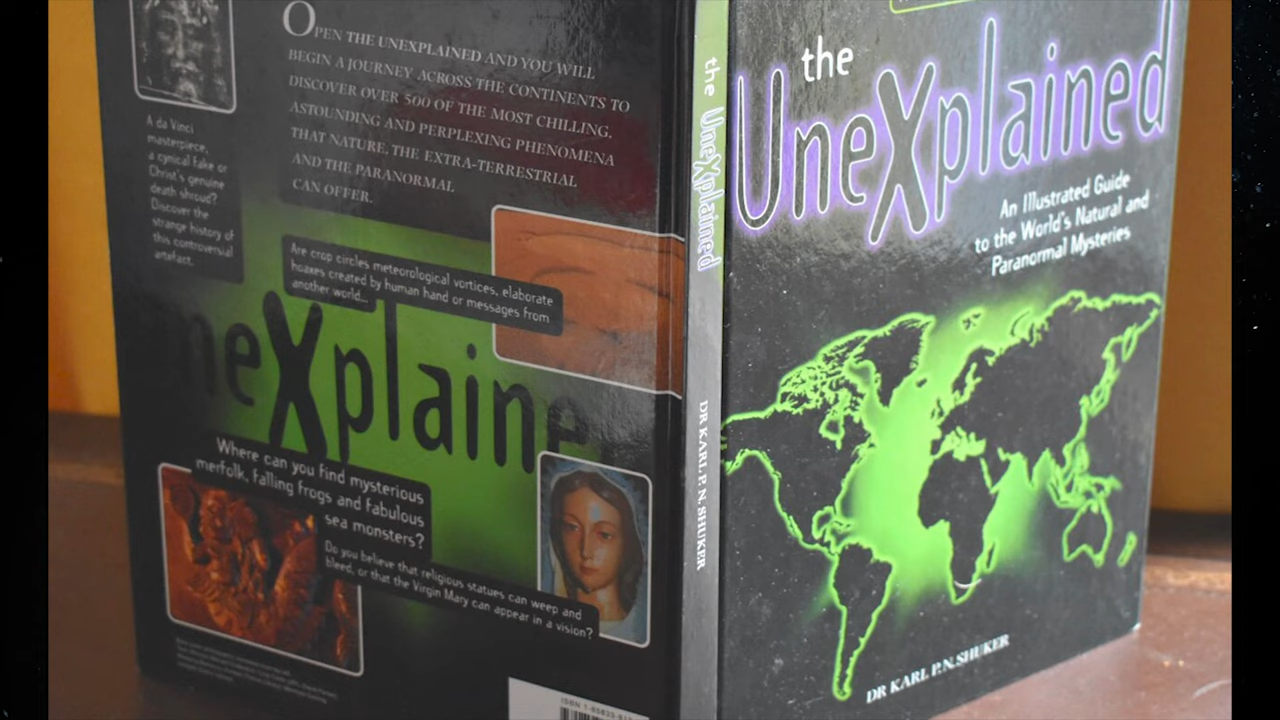 OPEN THE UNEXPLAINED AND YOU WILL
BEGIN A JOURNEY ACROSS THE CONTINENTS TO
DISCOVER OVER 500 OF THE MOST CHILLING,
ASTOUNDING AND PERPLEXING PHENOMENA
THAT NATURE, THE EXTRA-TERRESTRIAL
AND THE PARANORMAL
CAN OFFER.
A da Vinci
masterpiece,
a cynical fake or
Christ's genuine
death shroud?
Discover the
strange history of
this controversial
artefact.
Are crop circles meteorological vortices, elaborate
hoaxes created by human hand or messages from
another world...
neXplaine
Where can you find mysterious
merfolk, falling frogs and fabulous
sea monsters?
Do you believe that religious statues can weep and
bleed, or that the Virgin Mary can appear in a vision?
the UneXplained
DR KARL P. N. SHUKER
the
UneXplained
An Illustrated Guide
to the World's Natural and
Paranormal Mysteries
DR KARL P.N.SHUKER